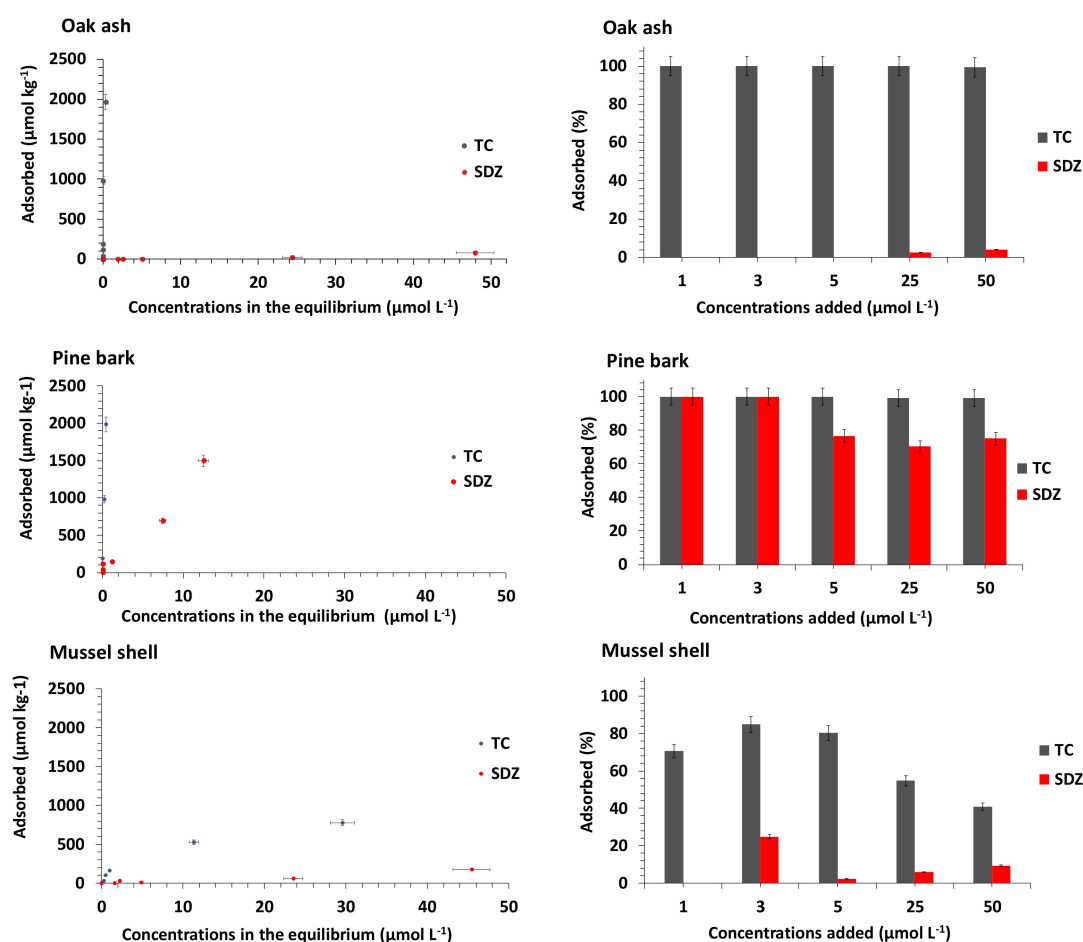 Oak ash
Adsorbed (µmol kg-1)
2500
2000
1500
1000
500
0
0 10 20 30 40 50
Concentrations in the equilibrium (µmol L-1)
TC
SDZ
Oak ash
Adsorbed (%)
100
80
60
40
20
0
1 3 5 25 50
Concentrations added (µmol L-1)
TC
SDZ
Pine bark
Adsorbed (µmol kg-1)
2500
2000
1500
1000
500
0
0 10 20 30 40 50
Concentrations in the equilibrium (µmol L-1)
TC
SDZ
Pine bark
Adsorbed (%)
100
80
60
40
20
0
1 3 5 25 50
Concentrations added (µmol L-1)
TC
SDZ
Mussel shell
Adsorbed (µmol kg-1)
2500
2000
1500
1000
500
0
0 10 20 30 40 50
Concentrations in the equilibrium (µmol L-1)
TC
SDZ
Mussel shell
Adsorbed (%)
100
80
60
40
20
0
1 3 5 25 50
Concentrations added (µmol L-1)
TC
SDZ